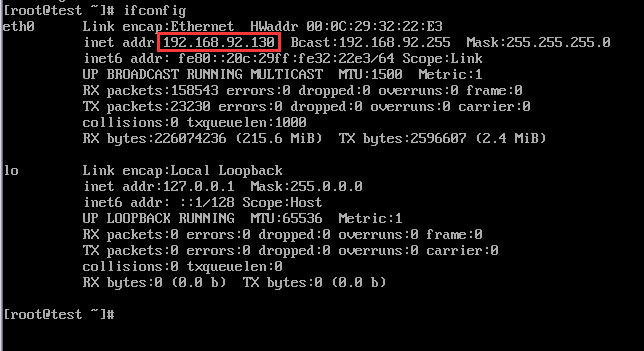 [root@test ~]# ifconfig
eth0      Link encap:Ethernet  HWaddr 00:0C:29:32:22:E3
          inet addr:192.168.92.130  Bcast:192.168.92.255  Mask:255.255.255.0
          inet6 addr: fe80::20c:29ff:fe32:22e3/64 Scope:Link
          UP BROADCAST RUNNING MULTICAST  MTU:1500  Metric:1
          RX packets:158543 errors:0 dropped:0 overruns:0 frame:0
          TX packets:23230 errors:0 dropped:0 overruns:0 carrier:0
          collisions:0 txqueuelen:1000
          RX bytes:226074236 (215.6 MiB)  TX bytes:2596607 (2.4 MiB)
lo        Link encap:Local Loopback
          inet addr:127.0.0.1  Mask:255.0.0.0
          inet6 addr: ::1/128 Scope:Host
          UP LOOPBACK RUNNING  MTU:65536  Metric:1
          RX packets:0 errors:0 dropped:0 overruns:0 frame:0
          TX packets:0 errors:0 dropped:0 overruns:0 carrier:0
          collisions:0 txqueuelen:0
          RX bytes:0 (0.0 b)  TX bytes:0 (0.0 b)
[root@test ~]#